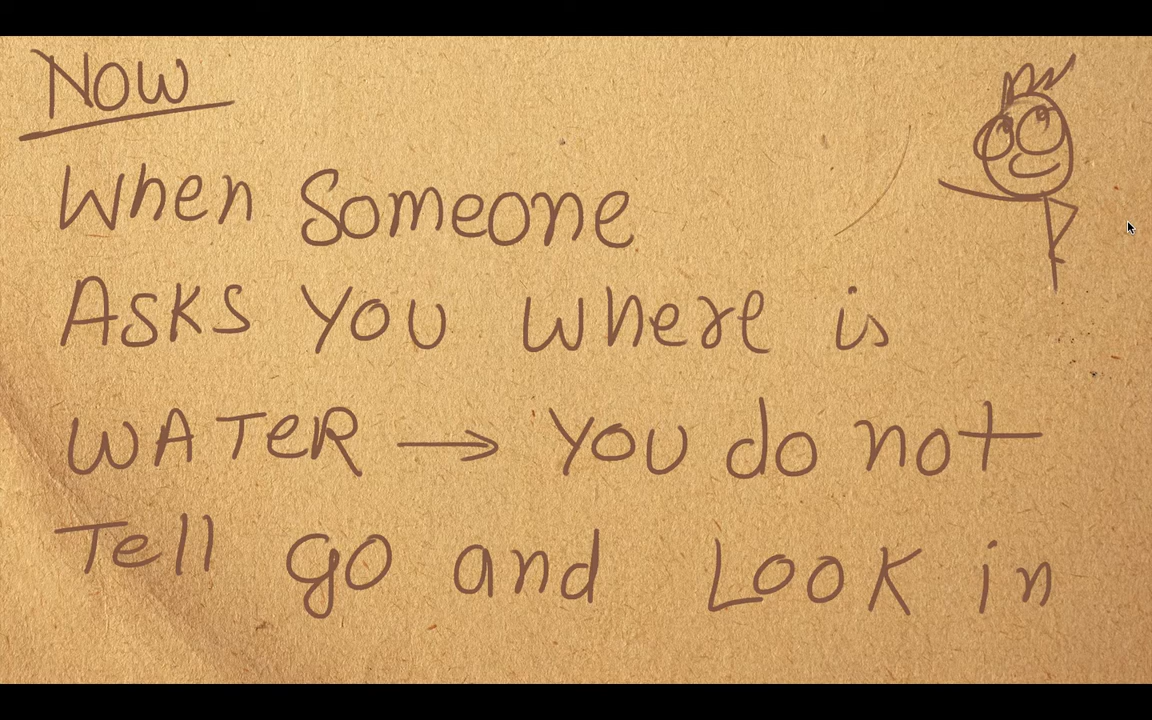 Now
When Someone
ASKS YOU where is
WATeR → You do not
Tell go and LOOK in